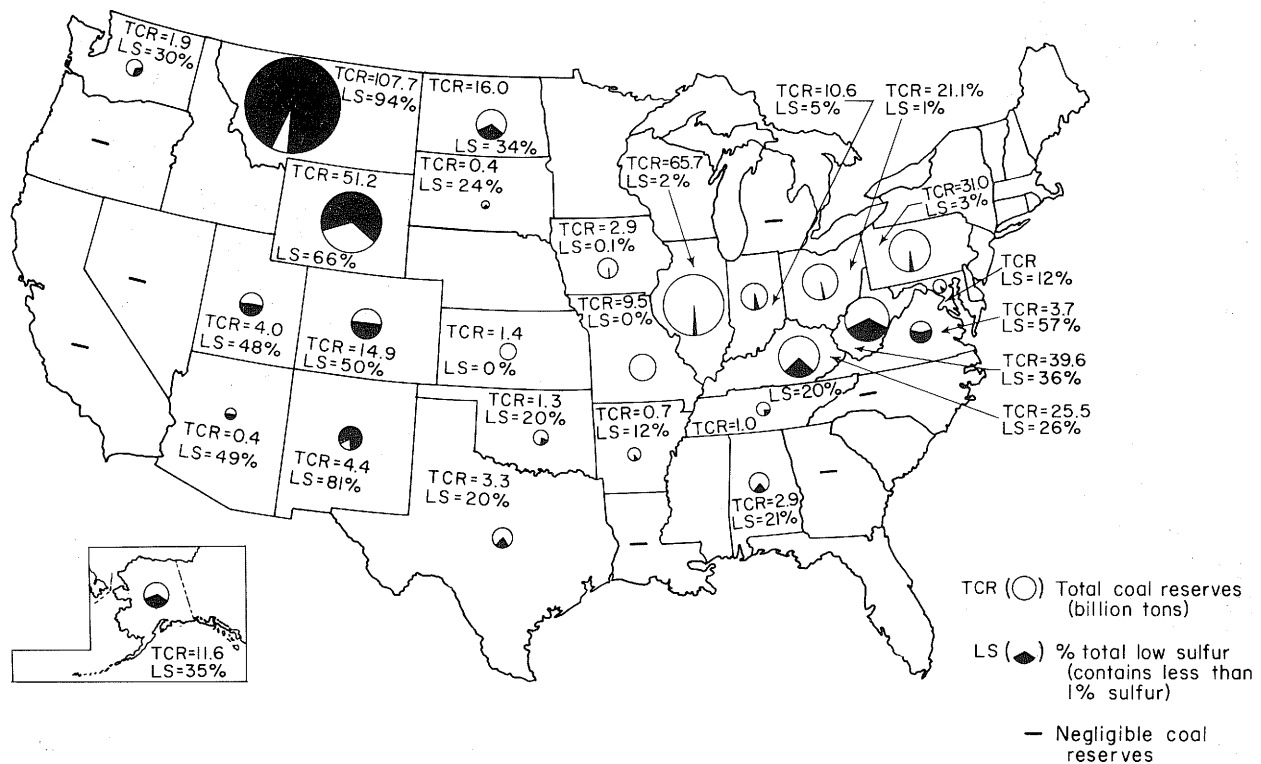 TCR=1.9
LS=30%
TCR=107.7
LS=94%
TCR=16.0
LS=34%
TCR=0.4
LS=24%
TCR=51.2
LS=66%
TCR=2.9
LS=0.1%
TCR=65.7
LS=2%
TCR=10.6
LS=5%
TCR=21.1%
LS=1%
TCR=31.0
LS=3%
TCR
LS=12%
TCR=3.7
LS=57%
TCR=39.6
LS=36%
TCR=25.5
LS=26%
TCR=4.0
LS=48%
TCR=14.9
LS=50%
TCR=1.4
LS=0%
TCR=9.5
LS=0%
LS=20%
TCR=1.0
TCR=0.4
LS=49%
TCR=4.4
LS=81%
TCR=1.3
LS=20%
TCR=0.7
LS=12%
TCR=3.3
LS=20%
TCR=2.9
LS=21%
TCR=11.6
LS=35%
TCR ( ) Total coal reserves
(billion tons)
LS ( ) % total low sulfur
(contains less than
1% sulfur)
— Negligible coal
reserves